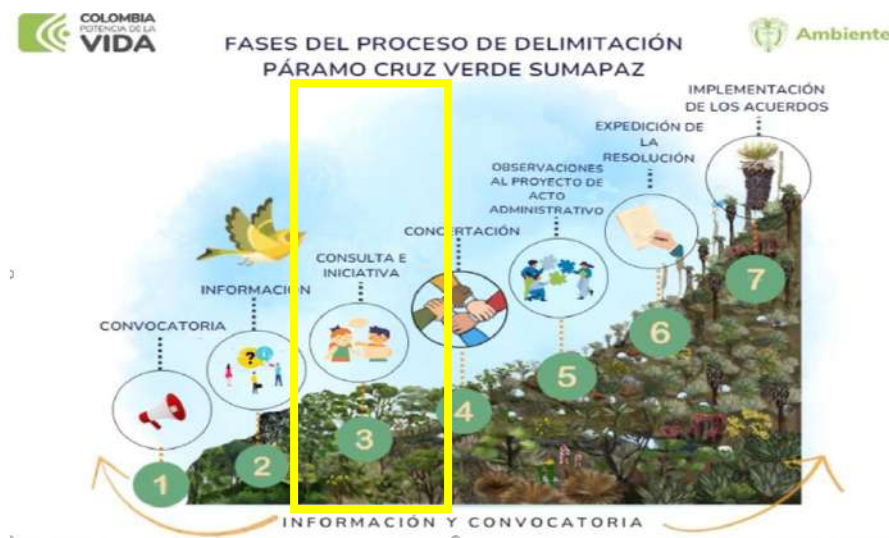 COLOMBIA
POTENCIA DE LA
VIDA
Ambiente
FASES DEL PROCESO DE DELIMITACIÓN
PÁRAMO CRUZ VERDE SUMAPAZ
CONVOCATORIA
1
INFORMACIÓN
?
2
CONSULTA E
INICIATIVA
3
CONCERTACIÓN
4
OBSERVACIONES
AL PROYECTO DE
ACTO
ADMINISTRATIVO
5
EXPEDICIÓN DE
LA
RESOLUCIÓN
6
IMPLEMENTACIÓN
DE LOS ACUERDOS
7
INFORMACIÓN Y CONVOCATORIA